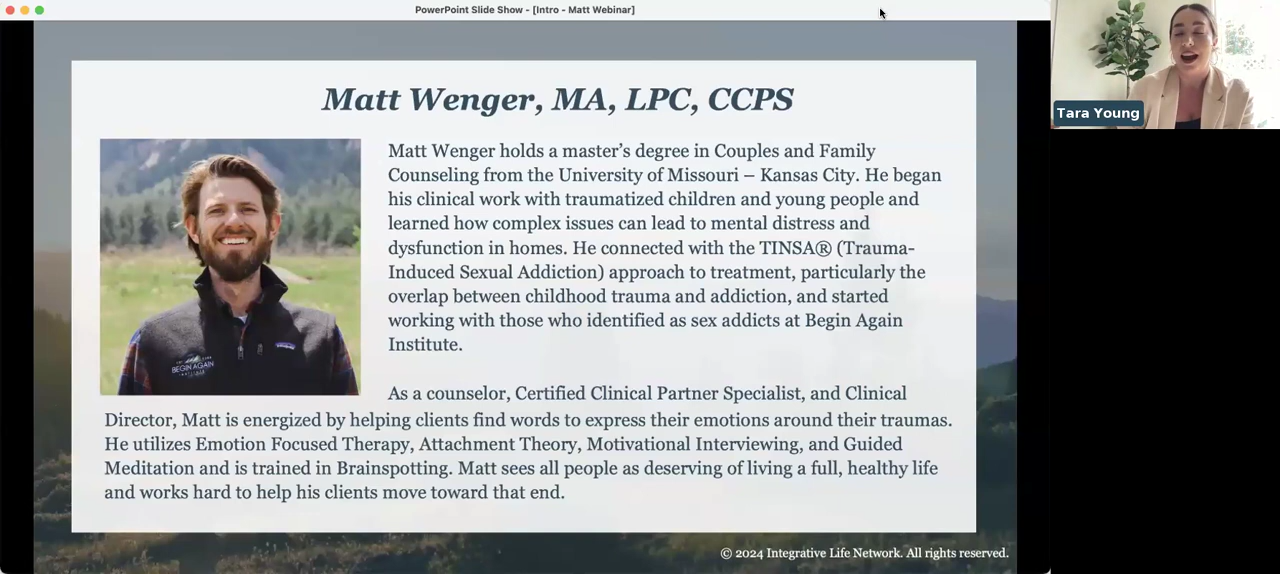 PowerPoint Slide Show - [Intro - Matt Webinar]
Tara Young
Matt Wenger, MA, LPC, CCPS
Matt Wenger holds a master’s degree in Couples and Family
Counseling from the University of Missouri – Kansas City. He began
his clinical work with traumatized children and young people and
learned how complex issues can lead to mental distress and
dysfunction in homes. He connected with the TINSA® (Trauma-
Induced Sexual Addiction) approach to treatment, particularly the
overlap between childhood trauma and addiction, and started
working with those who identified as sex addicts at Begin Again
Institute.
As a counselor, Certified Clinical Partner Specialist, and Clinical
Director, Matt is energized by helping clients find words to express their emotions around their traumas.
He utilizes Emotion Focused Therapy, Attachment Theory, Motivational Interviewing, and Guided
Meditation and is trained in Brainspotting. Matt sees all people as deserving of living a full, healthy life
and works hard to help his clients move toward that end.
BEGIN AGAIN
© 2024 Integrative Life Network. All rights reserved.